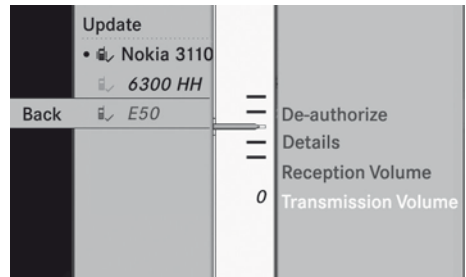 Update
• Nokia 3110
6300 HH
Back
E50
De-authorize
Details
Reception Volume
0
Transmission Volume